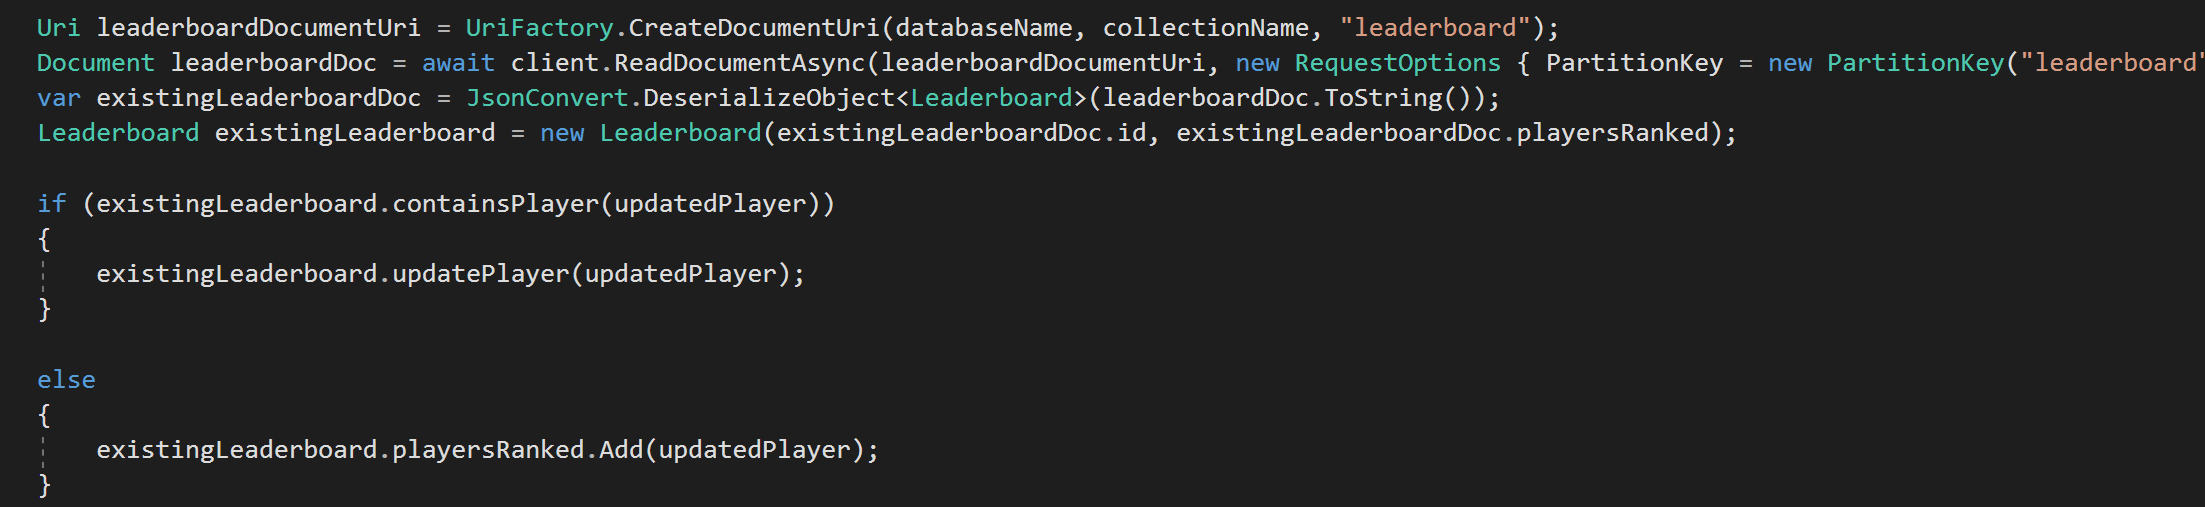 Uri leaderboardDocumentUri = UriFactory.CreateDocumentUri(databaseName, collectionName, "leaderboard");
Document leaderboardDoc = await client.ReadDocumentAsync(leaderboardDocumentUri, new RequestOptions { PartitionKey = new PartitionKey("leaderboard"
var existingLeaderboardDoc = JsonConvert.DeserializeObject<Leaderboard>(leaderboardDoc.ToString());
Leaderboard existingLeaderboard = new Leaderboard(existingLeaderboardDoc.id, existingLeaderboardDoc.playersRanked);
if (existingLeaderboard.containsPlayer(updatedPlayer))
{
existingLeaderboard.updatePlayer(updatedPlayer);
}
else
{
existingLeaderboard.playersRanked.Add(updatedPlayer);
}